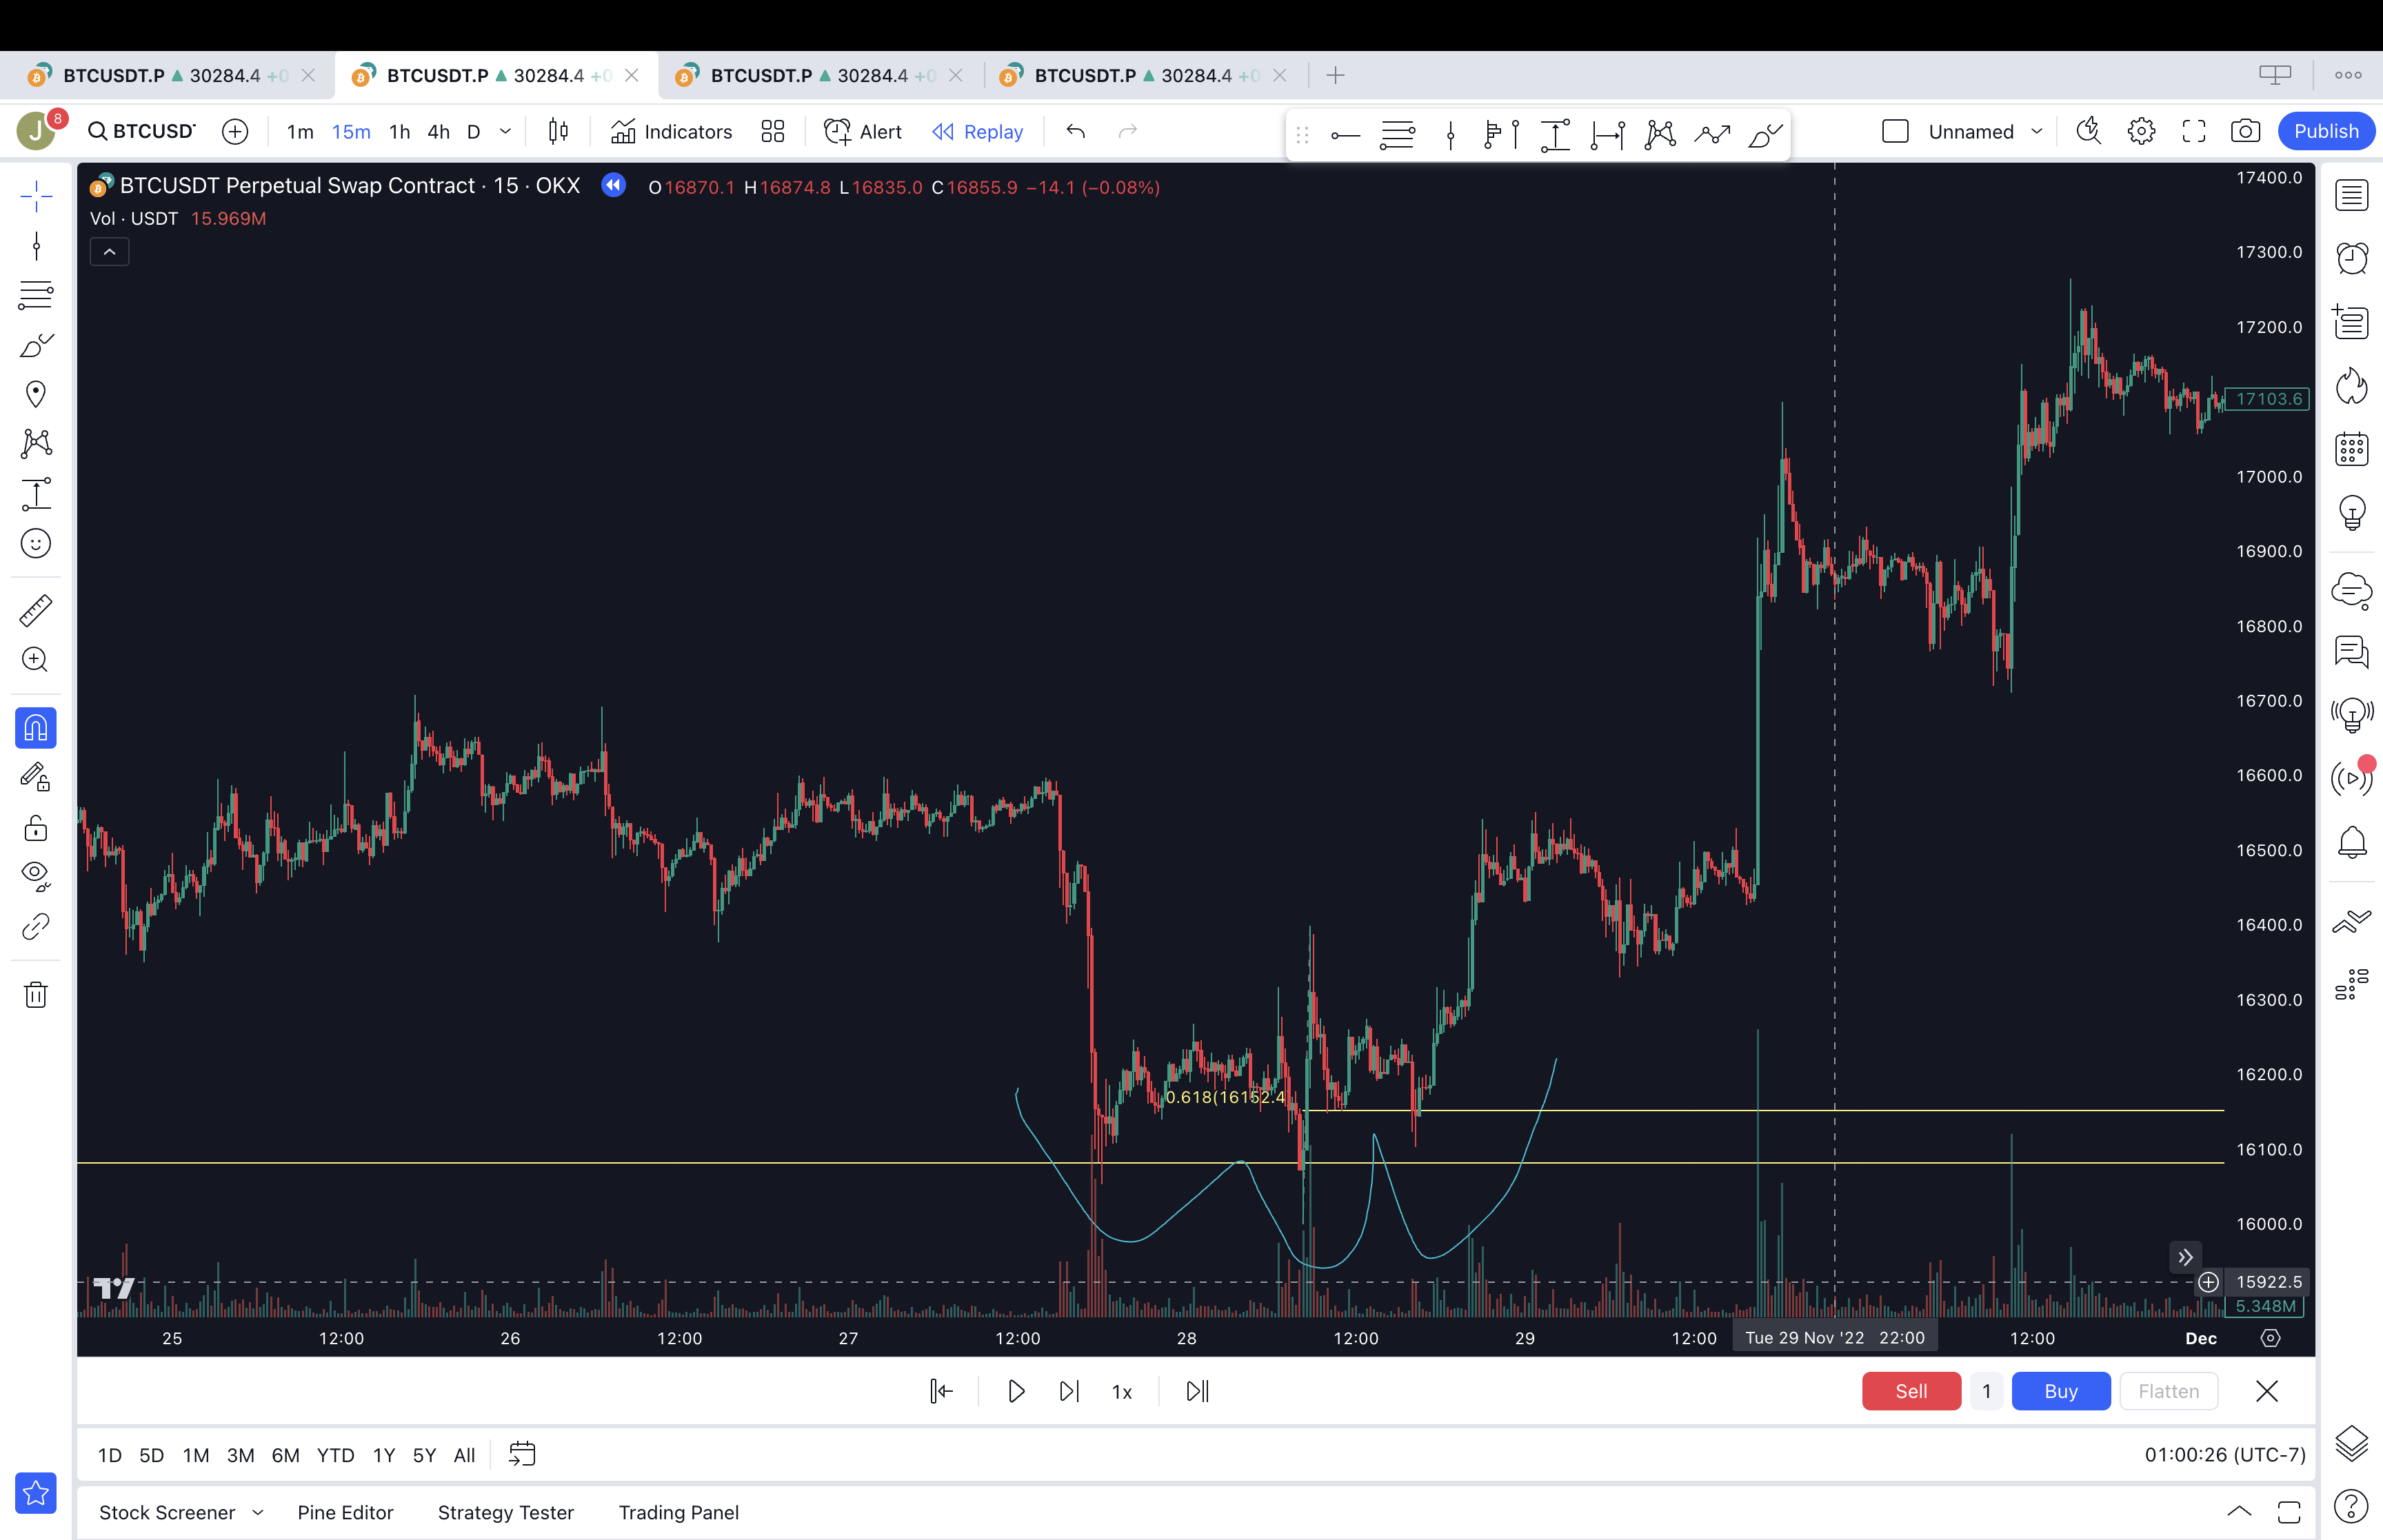 BTCUSDT.P ▲ 30284.4 +0
BTCUSDT.P ▲ 30284.4 +0
BTCUSDT.P ▲ 30284.4 +0
BTCUSDT.P ▲ 30284.4 +0
J 8 BTCUSD 1m 15m 1h 4h D Indicators Alert Replay Unnamed Publish
BTCUSDT Perpetual Swap Contract · 15 · OKX O16870.1 H16874.8 L16835.0 C16855.9 −14.1 (−0.08%)
Vol · USDT 15.969M
17400.0
17300.0
17200.0
17103.6
17000.0
16900.0
16800.0
16700.0
16600.0
16500.0
16400.0
16300.0
16200.0
0.618(16152.4
16100.0
16000.0
15922.5
5.348M
25 12:00 26 12:00 27 12:00 28 12:00 29 12:00 Tue 29 Nov '22 22:00 12:00 Dec
1x Sell 1 Buy Flatten
1D 5D 1M 3M 6M YTD 1Y 5Y All 01:00:26 (UTC-7)
Stock Screener Pine Editor Strategy Tester Trading Panel